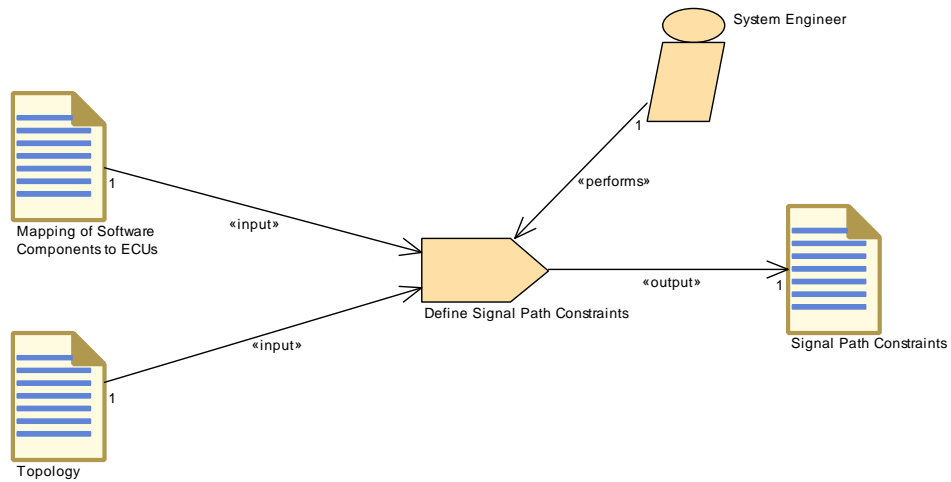 System Engineer
1
«performs»
1
Mapping of Software
Components to ECUs
«input»
Define Signal Path Constraints
«output»
1
Signal Path Constraints
«input»
1
Topology